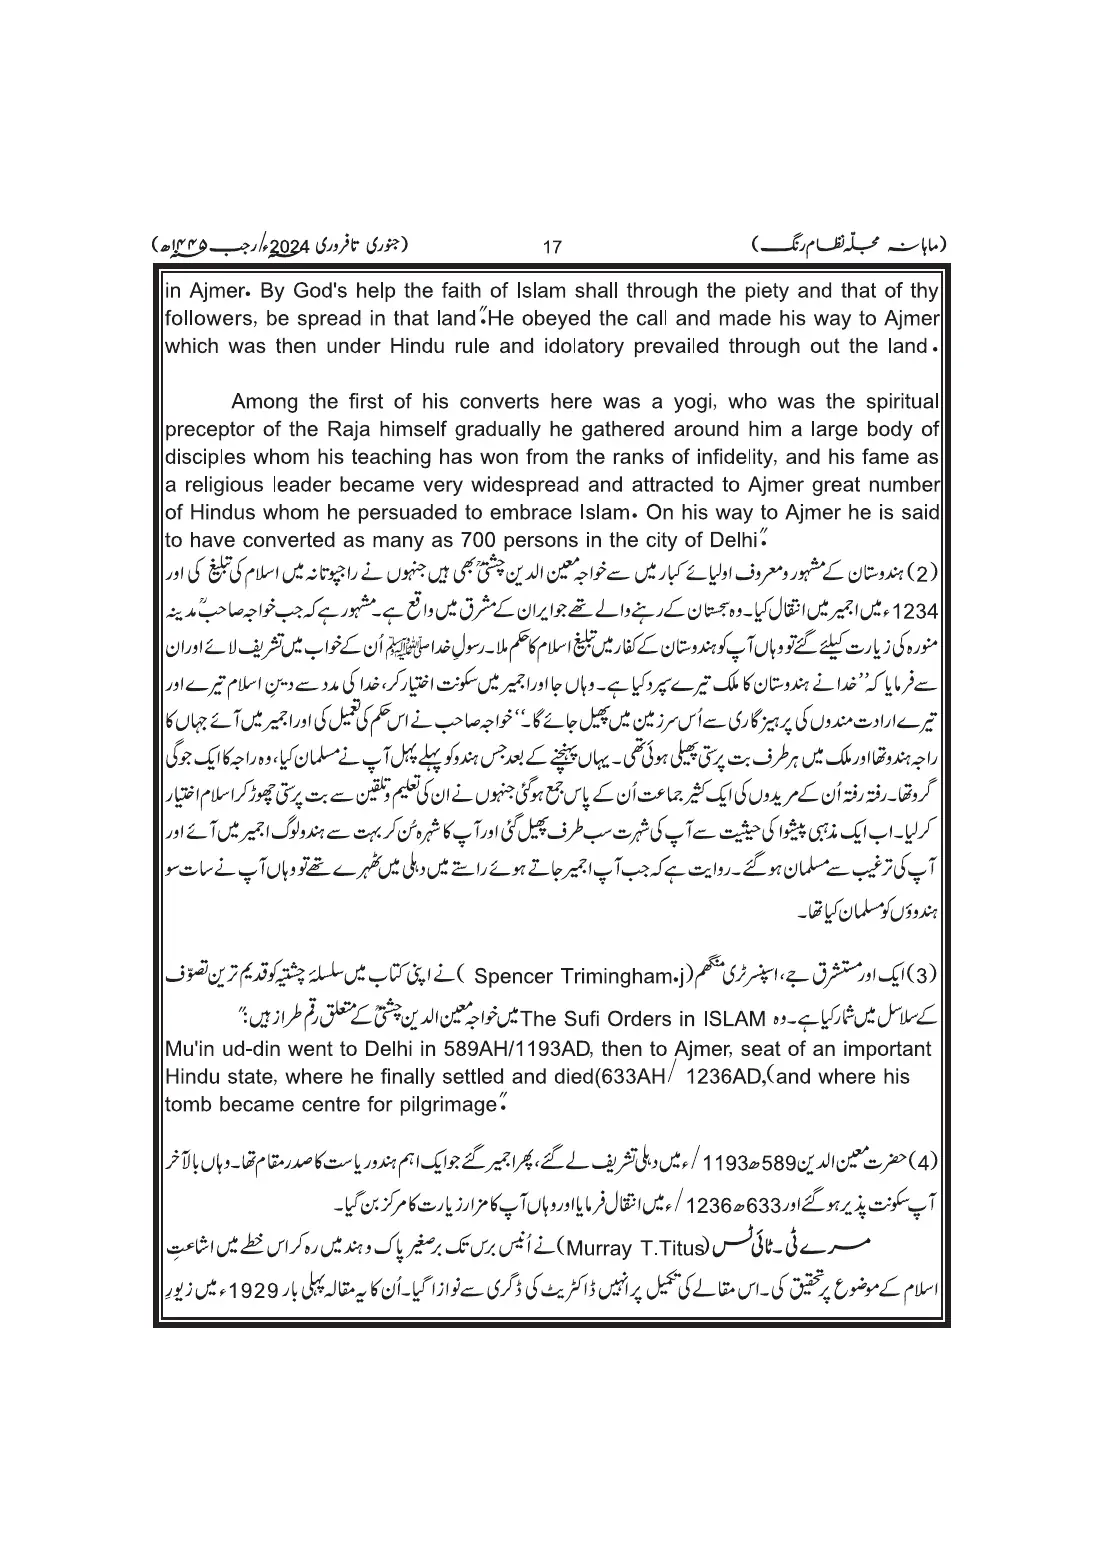 (ماہانہ مجلّہ نظام رنگ) 17 (جنوری تا فروری 2024ء/رجب ۱۴۴۵ھ)
in Ajmer. By God's help the faith of Islam shall through the piety and that of thy
followers, be spread in that land".He obeyed the call and made his way to Ajmer
which was then under Hindu rule and idolatory prevailed through out the land .
Among the first of his converts here was a yogi, who was the spiritual
preceptor of the Raja himself gradually he gathered around him a large body of
disciples whom his teaching has won from the ranks of infidelity, and his fame as
a religious leader became very widespread and attracted to Ajmer great number
of Hindus whom he persuaded to embrace Islam. On his way to Ajmer he is said
to have converted as many as 700 persons in the city of Delhi".
(2) ہندوستان کے مشہور و معروف اولیائے کبار میں سے خواجہ معین الدین چشتیؒ بھی ہیں جنہوں نے راجپوتانہ میں اسلام کی تبلیغ کی اور
1234ء میں اجمیر میں انتقال کیا۔ وہ سجستان کے رہنے والے تھے جو ایران کے مشرق میں واقع ہے۔ مشہور ہے کہ جب خواجہ صاحبؒ مدینہ
منورہ کی زیارت کیلئے گئے تو وہاں آپ کو ہندوستان کے کفار میں تبلیغ اسلام کا حکم ملا۔ رسولِ خدا ﷺ اُن کے خواب میں تشریف لائے اور ان
سے فرمایا کہ ’’خدا نے ہندوستان کا ملک تیرے سپرد کیا ہے۔ وہاں جا اور اجمیر میں سکونت اختیار کر، خدا کی مدد سے دینِ اسلام تیرے اور
تیرے ارادت مندوں کی پرہیز گاری سے اُس سرزمین میں پھیل جائے گا۔‘‘ خواجہ صاحب نے اس حکم کی تعمیل کی اور اجمیر میں آئے جہاں کا
راجہ ہندو تھا اور ملک میں ہر طرف بت پرستی پھیلی ہوئی تھی۔ یہاں پہنچنے کے بعد جس ہندو کو پہلے پہل آپ نے مسلمان کیا، وہ راجہ کا ایک جوگی
گرو تھا۔ رفتہ رفتہ اُن کے مریدوں کی ایک کثیر جماعت اُن کے پاس جمع ہو گئی جنہوں نے ان کی تعلیم و تلقین سے بت پرستی چھوڑ کر اسلام اختیار
کر لیا۔ اب ایک مذہبی پیشوا کی حیثیت سے آپ کی شہرت سب طرف پھیل گئی اور آپ کا شہرہ سُن کر بہت سے ہندو لوگ اجمیر میں آئے اور
آپ کی ترغیب سے مسلمان ہو گئے۔ روایت ہے کہ جب آپ اجمیر جاتے ہوئے راستے میں دہلی میں ٹھہرے تھے تو وہاں آپ نے سات سو
ہندوؤں کو مسلمان کیا تھا۔
(3) ایک اور مستشرق جے، اسپنسر ٹری منگھم (Spencer Trimingham.j) نے اپنی کتاب میں سلسلۂ چشتیہ کو قدیم ترین تصوّف
کے سلاسل میں شمار کیا ہے۔ وہ The Sufi Orders in ISLAM میں خواجہ معین الدین چشتیؒ کے متعلق رقم طراز ہیں: "
Mu'in ud-din went to Delhi in 589AH/1193AD, then to Ajmer, seat of an important
Hindu state, where he finally settled and died(633AH/ 1236AD,(and where his
tomb became centre for pilgrimage".
(4) حضرت معین الدین 589ھ1193/ء میں دہلی تشریف لے گئے، پھر اجمیر گئے جو ایک اہم ہندو ریاست کا صدر مقام تھا۔ وہاں بالآخر
آپ سکونت پذیر ہو گئے اور 633ھ1236/ء میں انتقال فرمایا اور وہاں آپ کا مزار زیارت کا مرکز بن گیا۔
مرے ٹی۔ ٹائی ٹس (Murray T.Titus) نے اُنیس برس تک برصغیر پاک و ہند میں رہ کر اس خطے میں اشاعتِ
اسلام کے موضوع پر تحقیق کی۔ اس مقالے کی تکمیل پر انہیں ڈاکٹریٹ کی ڈگری سے نوازا گیا۔ اُن کا یہ مقالہ پہلی بار 1929ء میں زیورِ